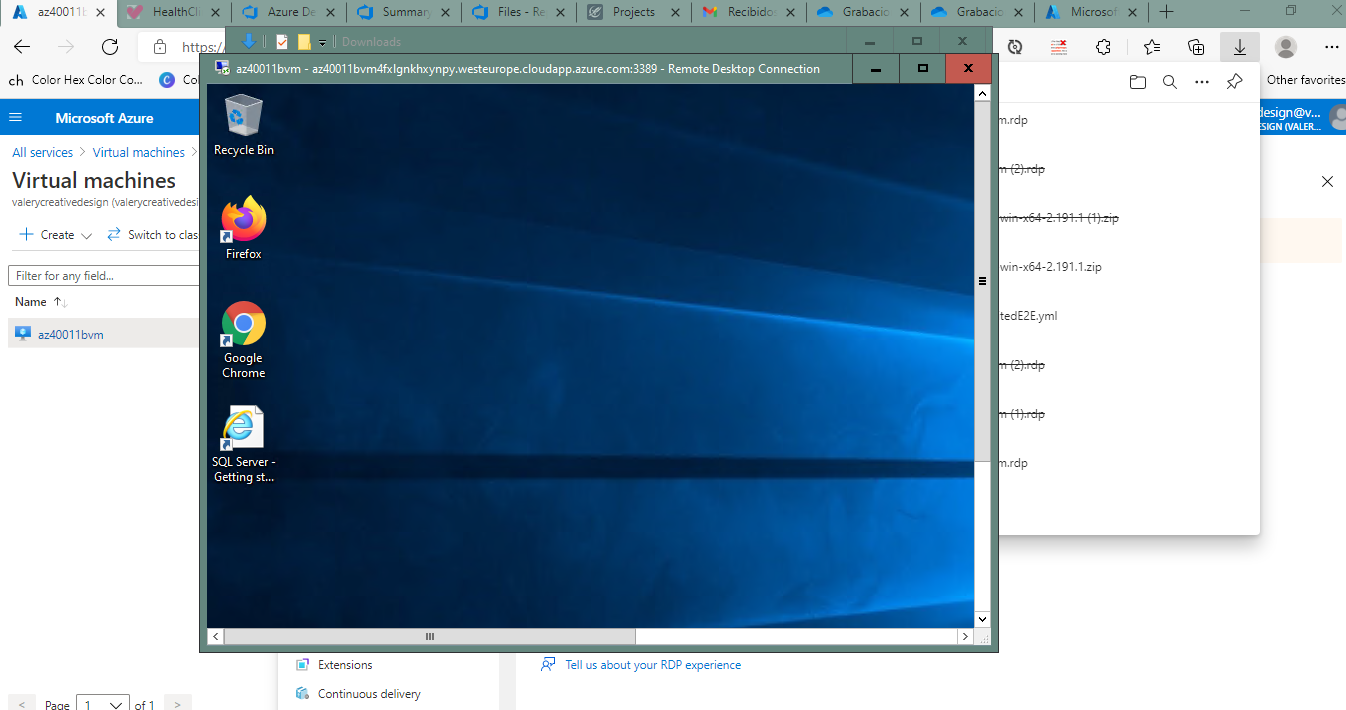 az40011b
HealthCli
Azure De
Summary
Files - Re
Projects
Recibidos
Grabacio
Grabacio
Microsof
https:/
Downloads
ch Color Hex Color Co...
C Co
Other favorites
az40011bvm - az40011bvm4fxlgnkhxynpy.westeurope.cloudapp.azure.com:3389 - Remote Desktop Connection
Microsoft Azure
design@v...
ESIGN (VALER...
All services > Virtual machines >
Virtual machines
valerycreativedesign (valerycreativedesi
+ Create
Switch to clas
Filter for any field...
Name ↑↓
az40011bvm
Recycle Bin
Firefox
Google
Chrome
SQL Server -
Getting st...
m.rdp
m (2).rdp
win-x64-2.191.1 (1).zip
win-x64-2.191.1.zip
tedE2E.yml
m (2).rdp
m (1).rdp
m.rdp
Extensions
Continuous delivery
Tell us about your RDP experience
< Page 1 of 1 >